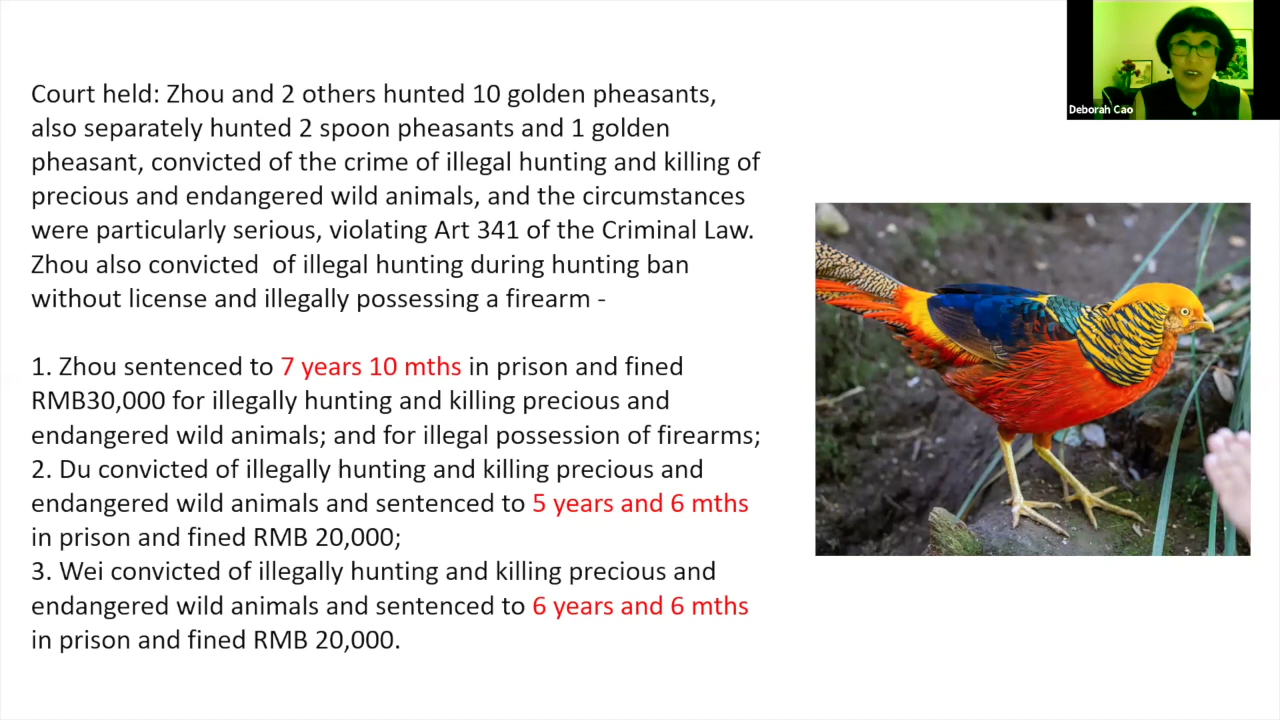 Court held: Zhou and 2 others hunted 10 golden pheasants,
also separately hunted 2 spoon pheasants and 1 golden
pheasant, convicted of the crime of illegal hunting and killing of
precious and endangered wild animals, and the circumstances
were particularly serious, violating Art 341 of the Criminal Law.
Zhou also convicted  of illegal hunting during hunting ban
without license and illegally possessing a firearm -
1. Zhou sentenced to 7 years 10 mths in prison and fined
RMB30,000 for illegally hunting and killing precious and
endangered wild animals; and for illegal possession of firearms;
2. Du convicted of illegally hunting and killing precious and
endangered wild animals and sentenced to 5 years and 6 mths
in prison and fined RMB 20,000;
3. Wei convicted of illegally hunting and killing precious and
endangered wild animals and sentenced to 6 years and 6 mths
in prison and fined RMB 20,000.
Deborah Cao